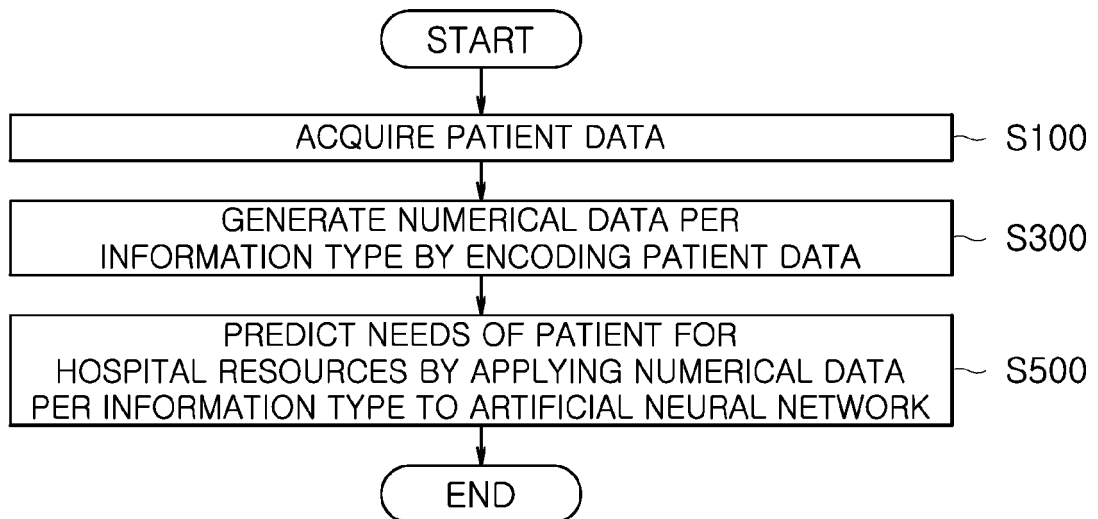 START
ACQUIRE PATIENT DATA
S100
GENERATE NUMERICAL DATA PER
INFORMATION TYPE BY ENCODING PATIENT DATA
S300
PREDICT NEEDS OF PATIENT FOR
HOSPITAL RESOURCES BY APPLYING NUMERICAL DATA
PER INFORMATION TYPE TO ARTIFICIAL NEURAL NETWORK
S500
END